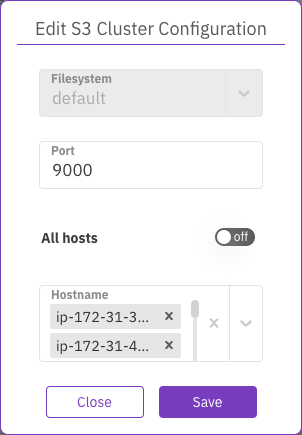 Edit S3 Cluster Configuration
Filesystem
default
Port
9000
All hosts
off
Hostname
ip-172-31-3...
ip-172-31-4...
Close
Save